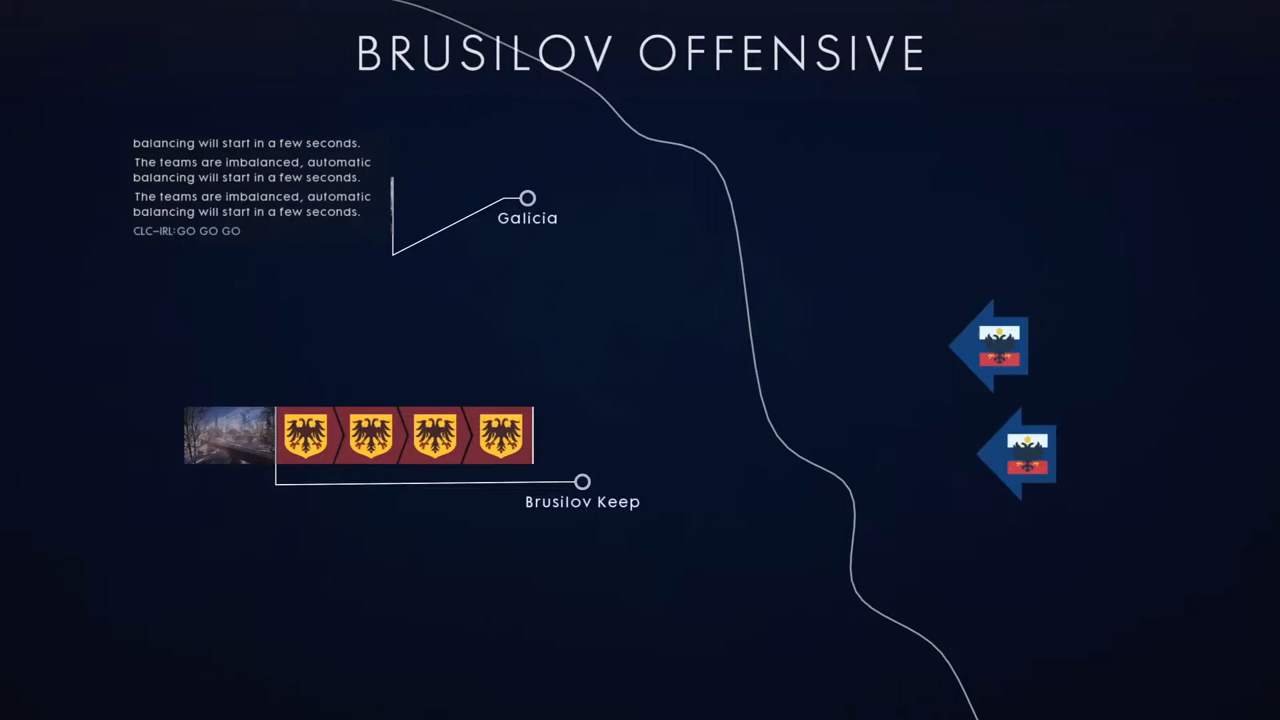 BRUSILOV OFFENSIVE
balancing will start in a few seconds.
The teams are imbalanced, automatic
balancing will start in a few seconds.
The teams are imbalanced, automatic
balancing will start in a few seconds.
CLC-IRL:GO GO GO
Galicia
Brusilov Keep